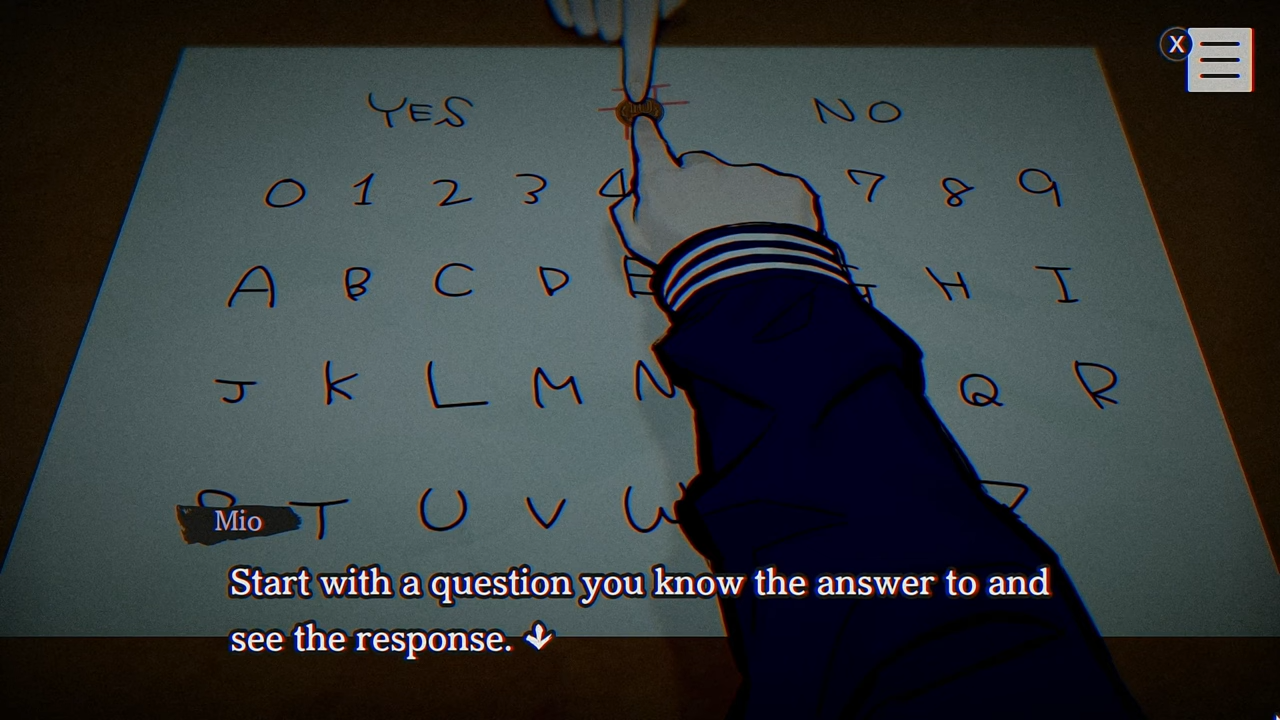 X
YES NO
0 1 2 3 4 7 8 9
A B C D E H I
J K L M N Q R
T U V W
Mio
Start with a question you know the answer to and
see the response.